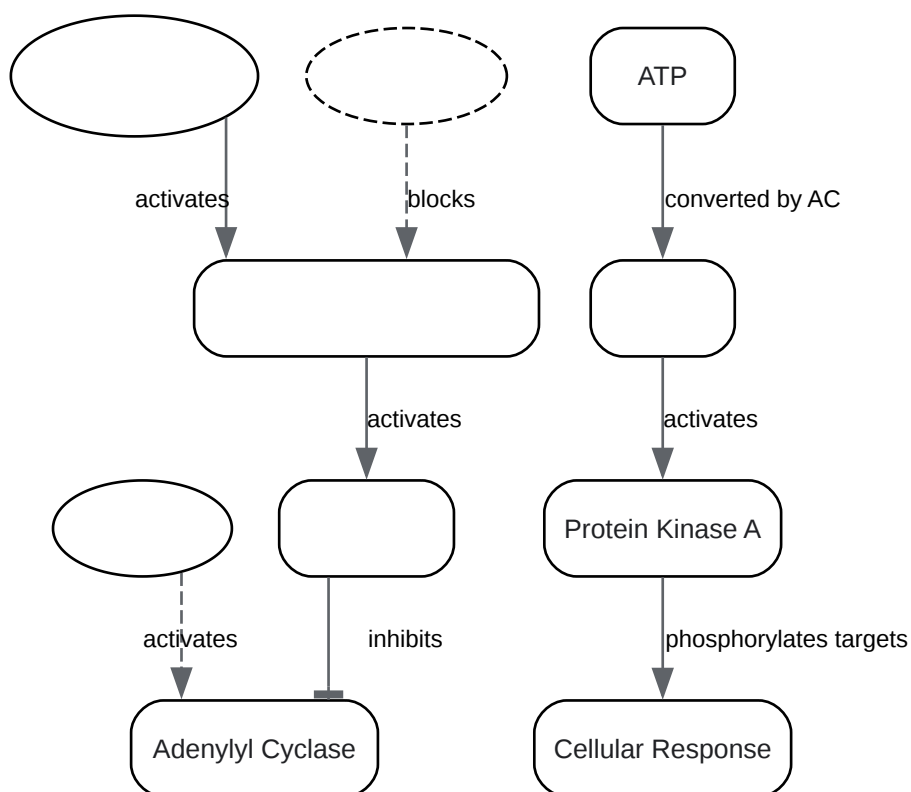 ATP
activates
blocks
converted by AC
activates
activates
Protein Kinase A
activates
inhibits
phosphorylates targets
Adenylyl Cyclase
Cellular Response